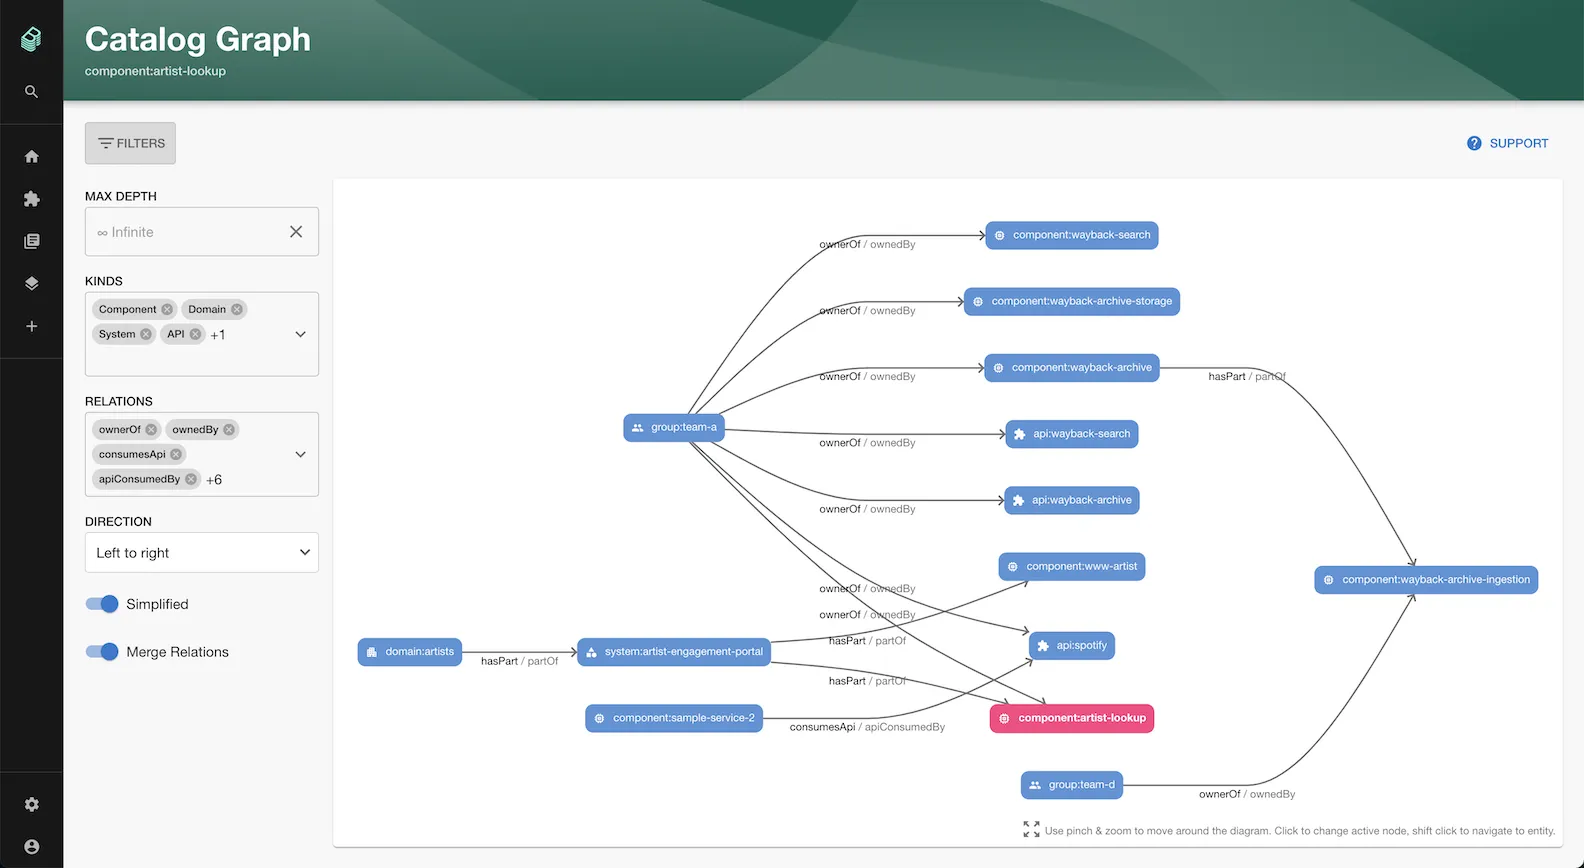 Catalog Graph
component:artist-lookup
FILTERS
SUPPORT
MAX DEPTH
∞ Infinite
KINDS
Component
Domain
System
API
+1
RELATIONS
ownerOf
ownedBy
consumesApi
apiConsumedBy
+6
DIRECTION
Left to right
Simplified
Merge Relations
component:wayback-search
ownerOf / ownedBy
component:wayback-archive-storage
ownerOf / ownedBy
component:wayback-archive
ownerOf / ownedBy
hasPart / partOf
group:team-a
api:wayback-search
ownerOf / ownedBy
api:wayback-archive
ownerOf / ownedBy
component:www-artist
component:wayback-archive-ingestion
ownerOf / ownedBy
ownerOf / ownedBy
hasPart / partOf
domain:artists
hasPart / partOf
system:artist-engagement-portal
api:spotify
hasPart / partOf
component:sample-service-2
consumesApi / apiConsumedBy
component:artist-lookup
group:team-d
ownerOf / ownedBy
Use pinch & zoom to move around the diagram. Click to change active node, shift click to navigate to entity.